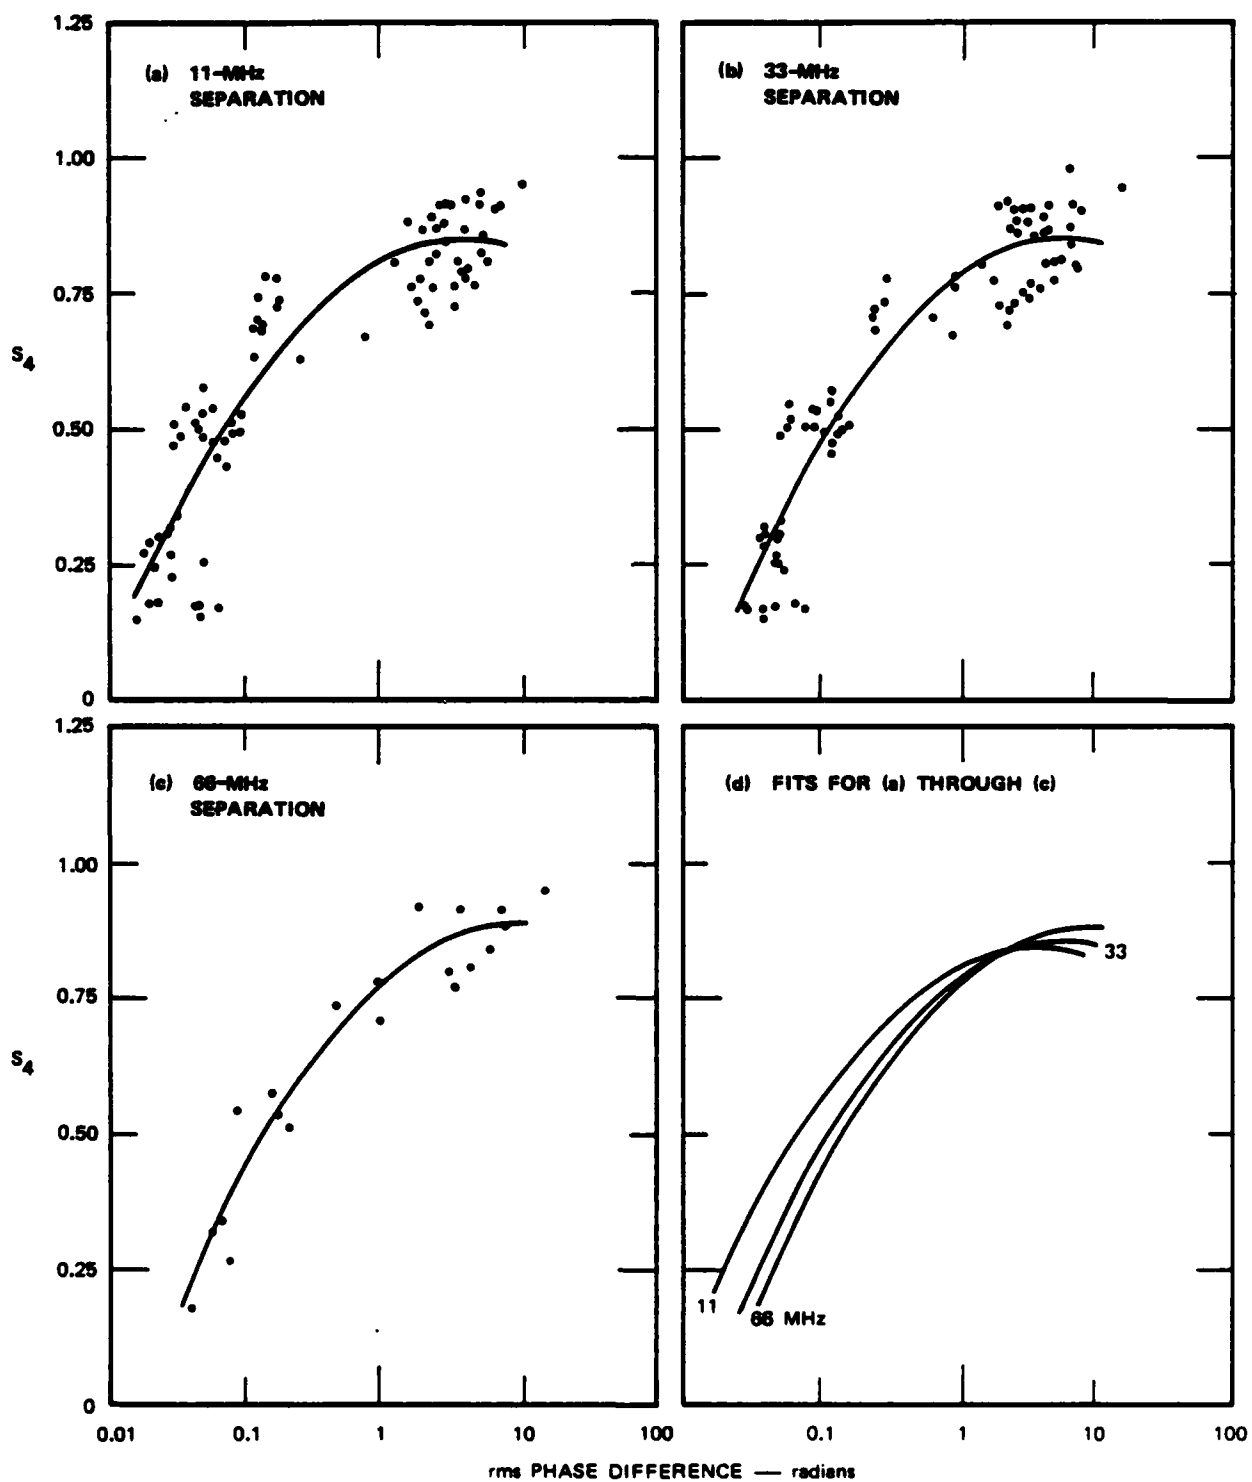 1.25
(a) 11-MHz
SEPARATION
(b) 33-MHz
SEPARATION
1.00
0.75
S4
0.50
0.25
0
1.25
(c) 66-MHz
SEPARATION
(d) FITS FOR (a) THROUGH (c)
1.00
33
0.75
S4
0.50
0.25
11
66 MHz
0
0.01 0.1 1 10 100 0.1 1 10 100
rms PHASE DIFFERENCE — radians